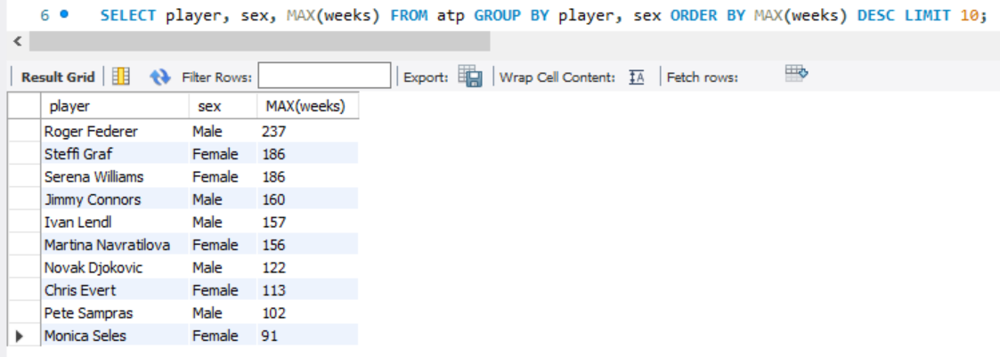 6 SELECT player, sex, MAX(weeks) FROM atp GROUP BY player, sex ORDER BY MAX(weeks) DESC LIMIT 10;
Result Grid Filter Rows: Export: Wrap Cell Content: IA Fetch rows:
player sex MAX(weeks)
Roger Federer Male 237
Steffi Graf Female 186
Serena Williams Female 186
Jimmy Connors Male 160
Ivan Lendl Male 157
Martina Navratilova Female 156
Novak Djokovic Male 122
Chris Evert Female 113
Pete Sampras Male 102
Monica Seles Female 91